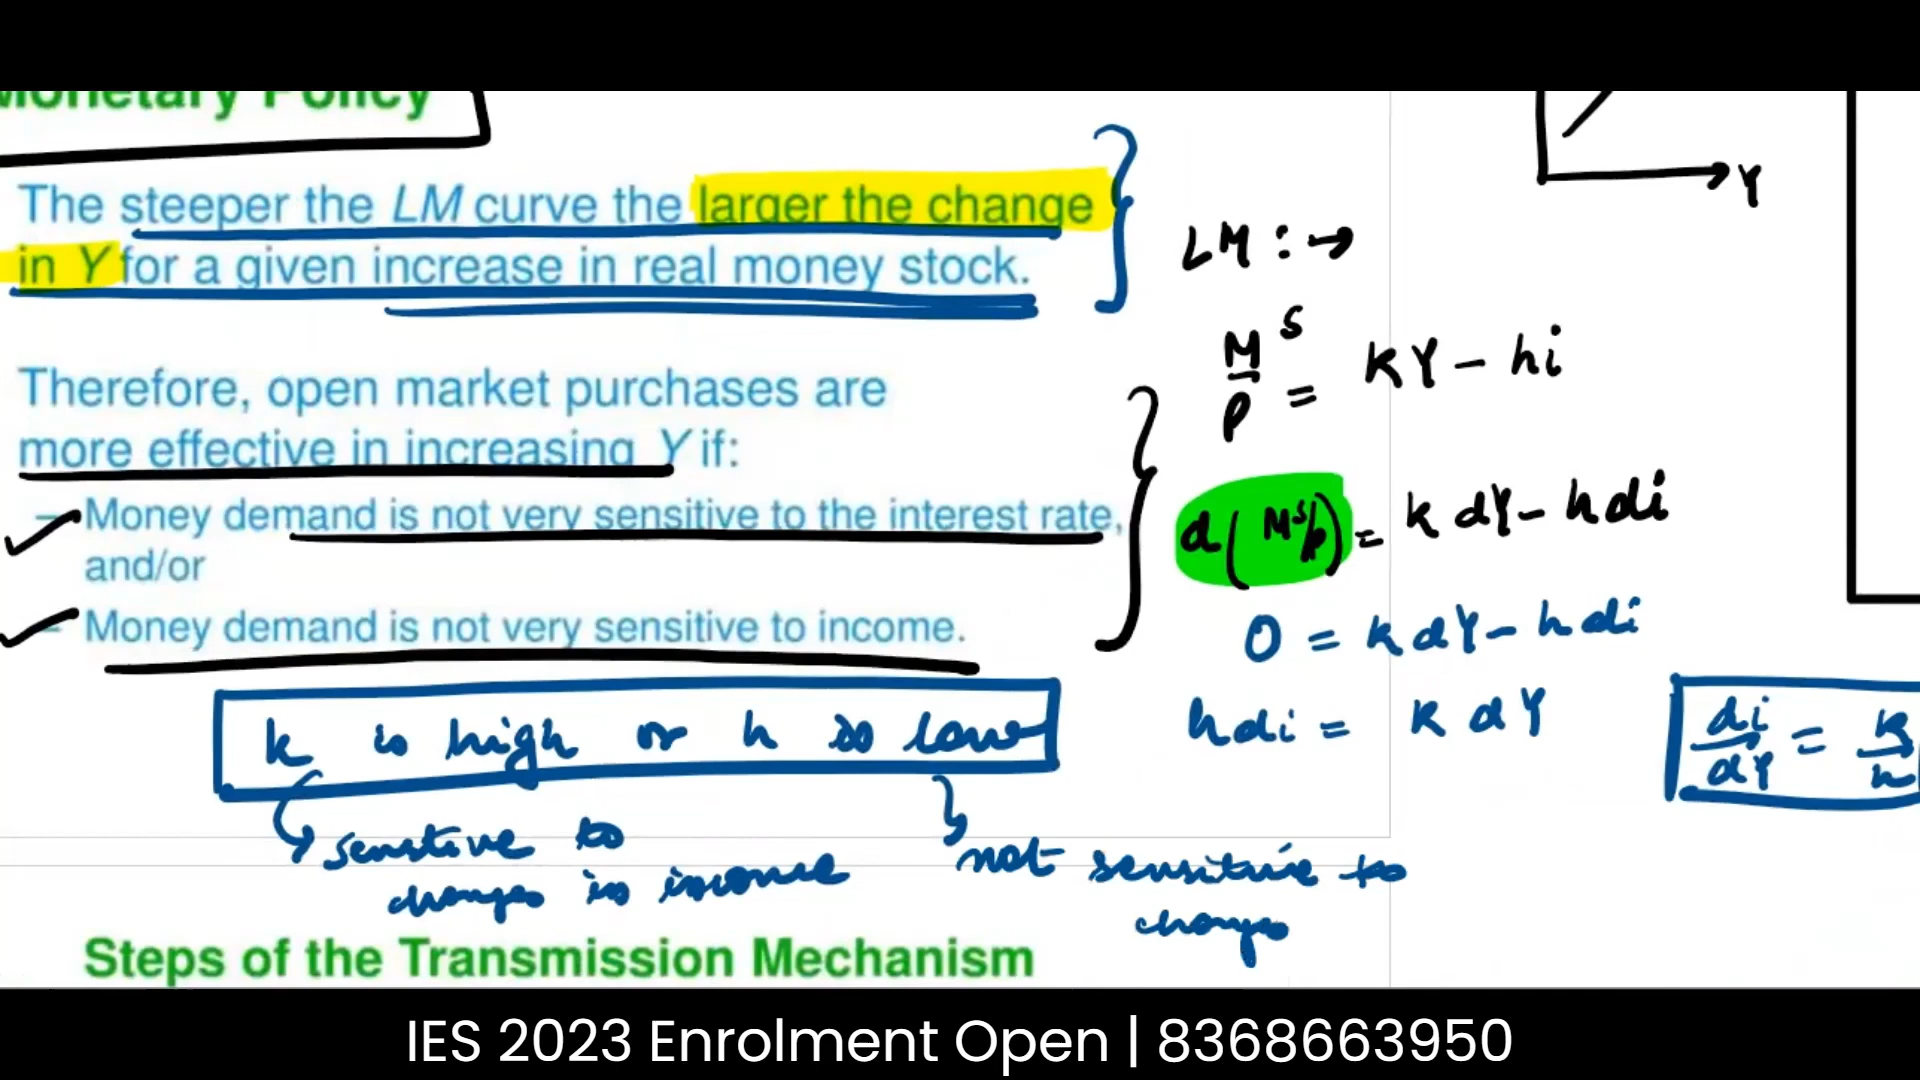 Monetary Policy
The steeper the LM curve the larger the change
in Y for a given increase in real money stock.
Therefore, open market purchases are
more effective in increasing Y if:
– Money demand is not very sensitive to the interest rate,
and/or
– Money demand is not very sensitive to income.
k is high or h is low
sensitive to
changes in income
not sensitive to
changes
Y
LM : →
M^s/P = kY - hi
d(M^s/p) = k dY - h di
0 = k dY - h di
h di = k dY
di/dY = k/h
Steps of the Transmission Mechanism
IES 2023 Enrolment Open | 8368663950